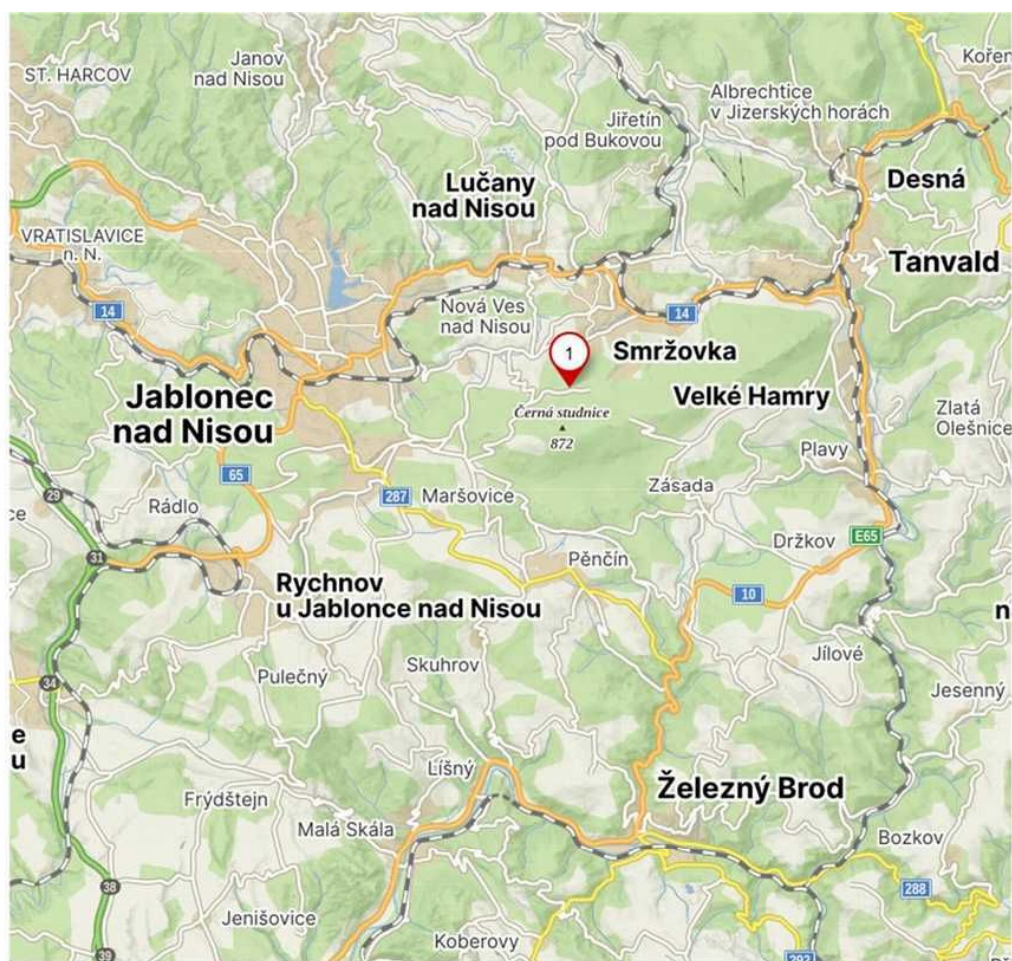 Kořen
Janov
nad Nisou
ST. HARCOV
Albrechtice
v Jizerských horách
Jiřetín
pod Bukovou
Lučany
nad Nisou
Desná
VRATISLAVICE
n. N.
Tanvald
Nová Ves
nad Nisou
14
14
1
Smržovka
Jablonec
nad Nisou
Velké Hamry
Černá studnice
872
Zlatá
Olešnice
Plavy
65
287
Maršovice
Zásada
29
Rádlo
ce
E65
Držkov
31
Pěnčín
Rychnov
u Jablonce nad Nisou
10
n
Skuhrov
Jílové
Pulečný
34
Jesenný
e
u
Líšný
Železný Brod
Frýdštejn
Malá Skála
Bozkov
38
288
Jenišovice
Koberovy
39
292